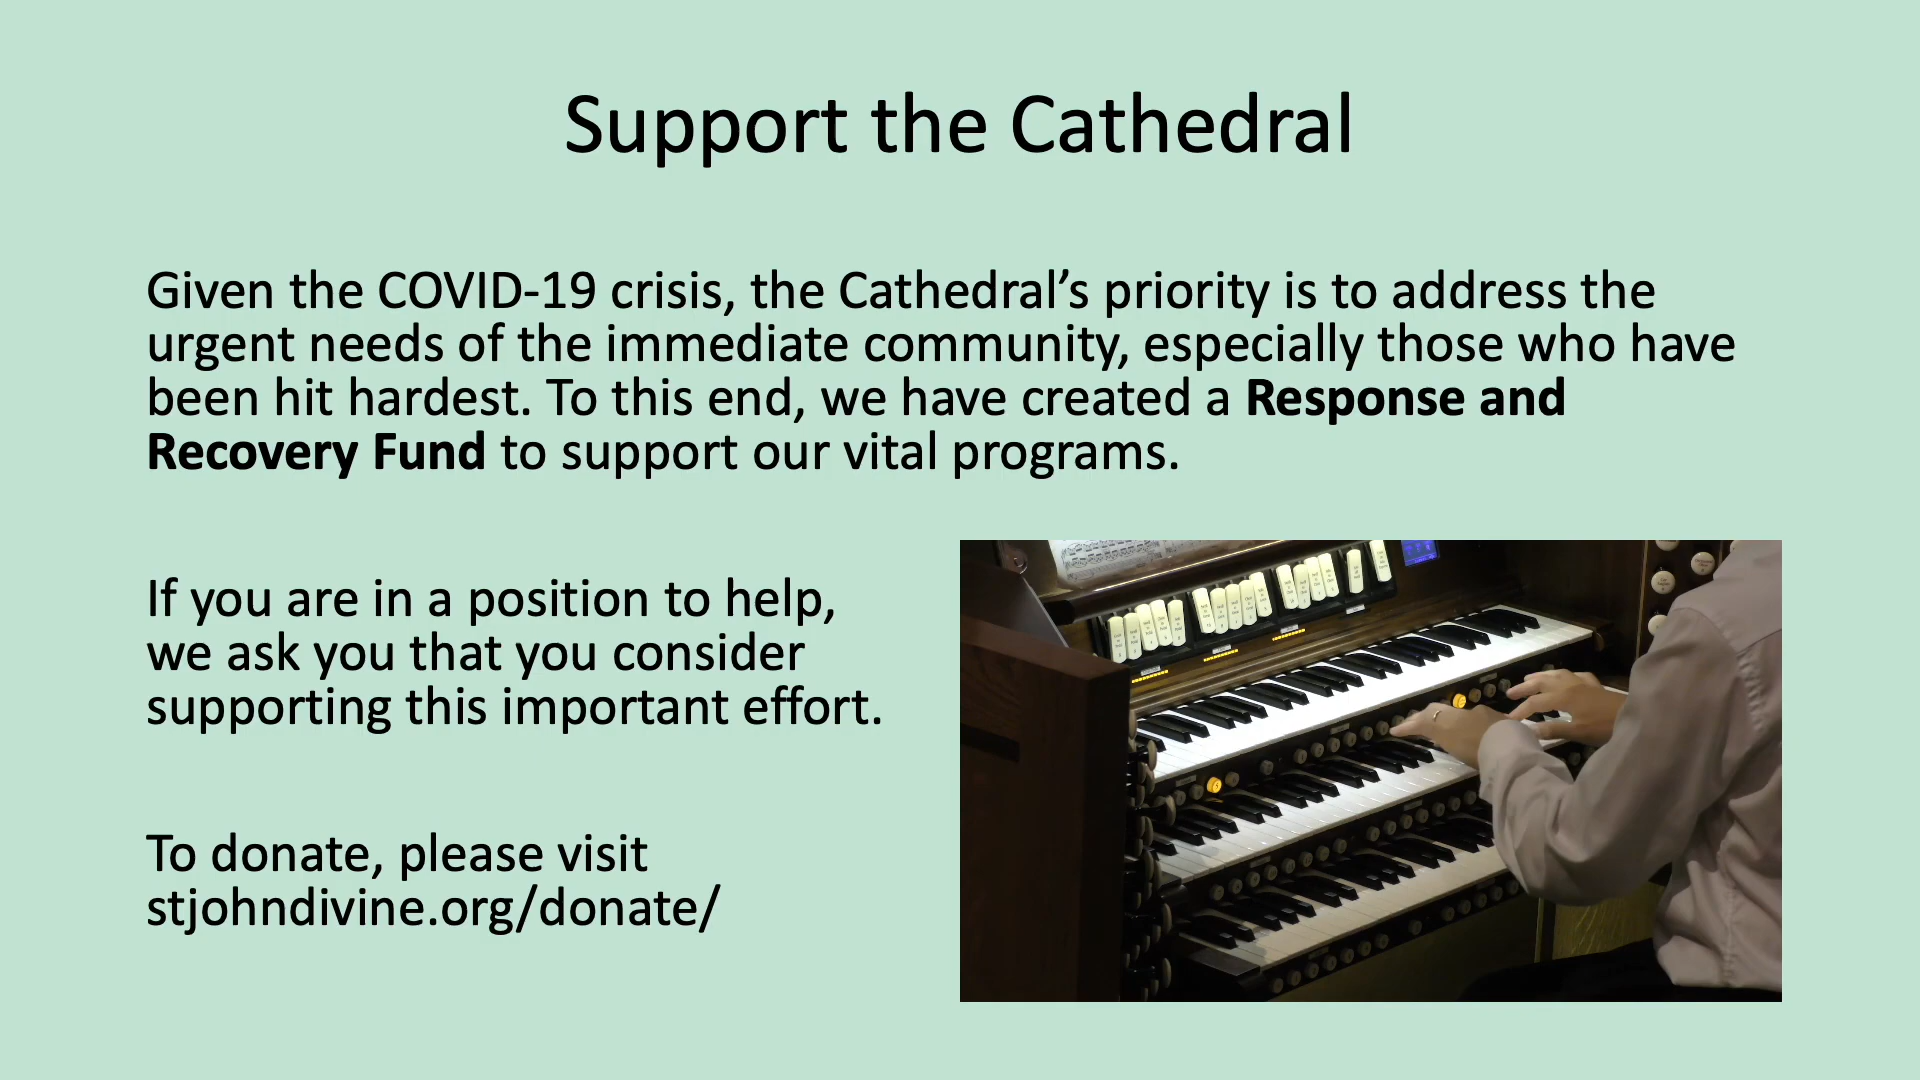 Support the Cathedral
Given the COVID-19 crisis, the Cathedral’s priority is to address the
urgent needs of the immediate community, especially those who have
been hit hardest. To this end, we have created a Response and
Recovery Fund to support our vital programs.
If you are in a position to help,
we ask you that you consider
supporting this important effort.
To donate, please visit
stjohndivine.org/donate/